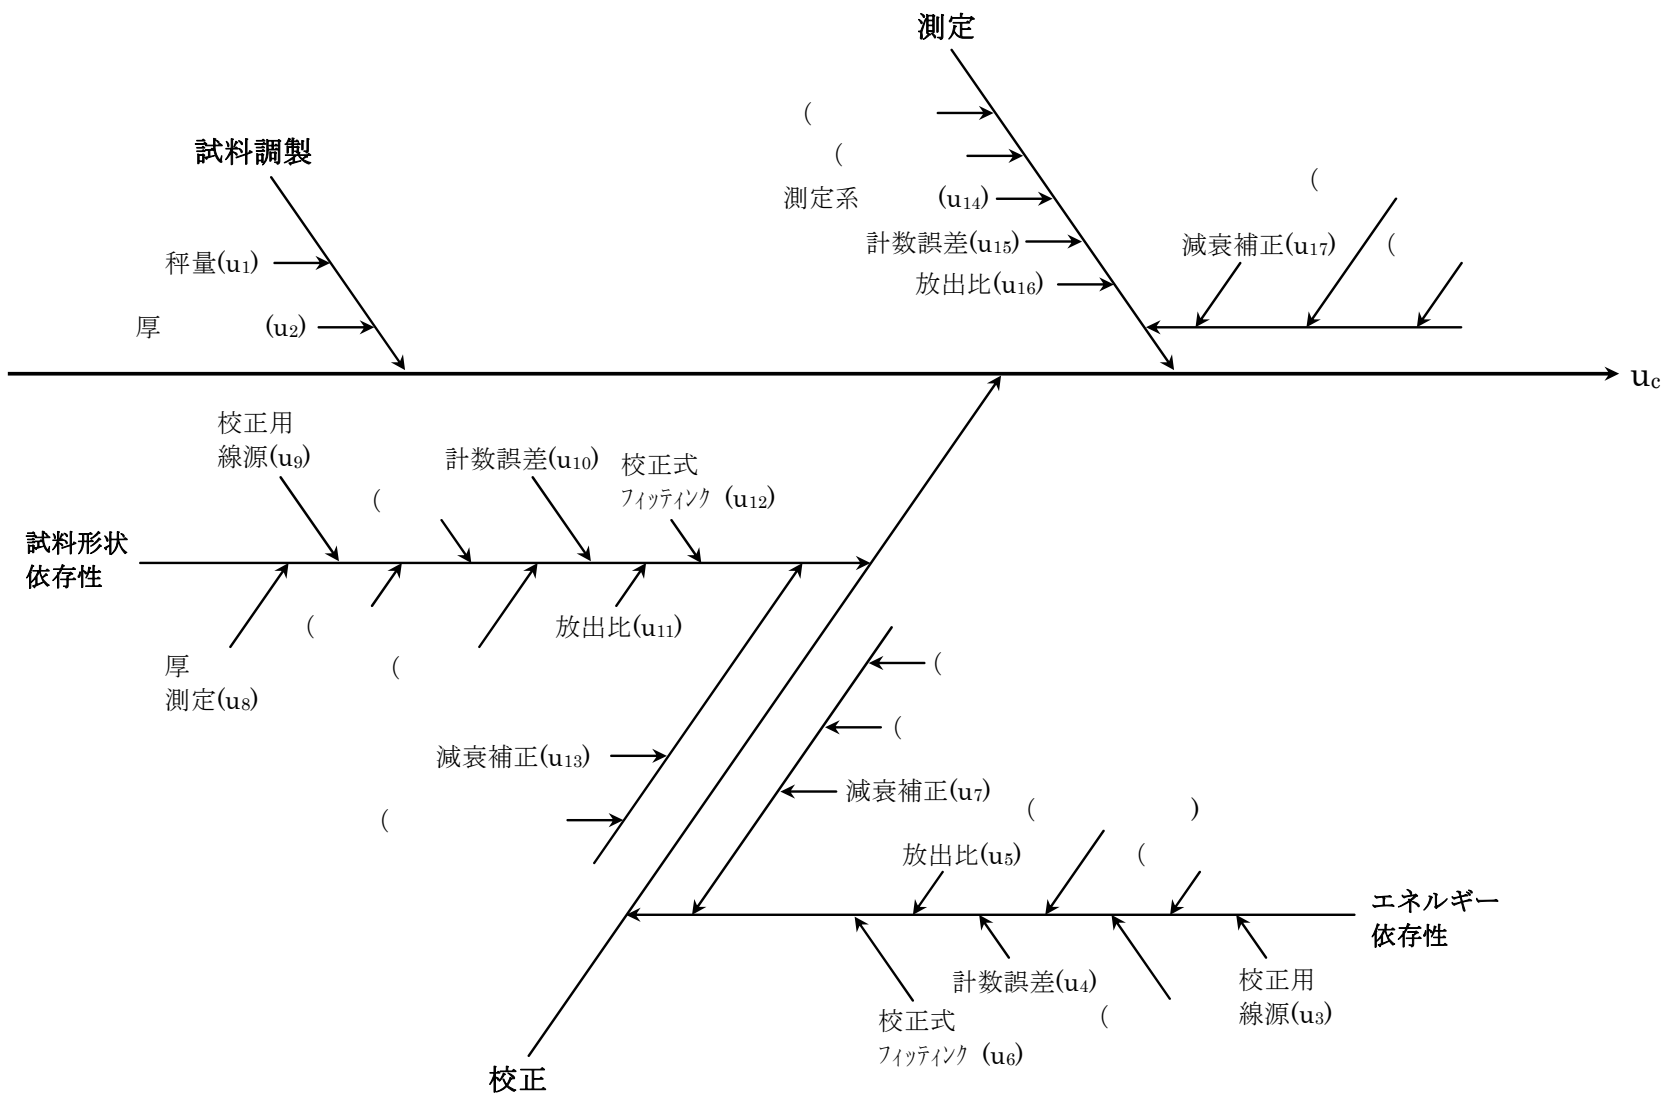 測定
(
(
測定系 (u14)
計数誤差(u15)
放出比(u16)
(
減衰補正(u17)
(
試料調製
秤量(u1)
厚 (u2)
uc
校正用
線源(u9)
(
計数誤差(u10)
校正式
フィッティンク (u12)
試料形状
依存性
(
(
放出比(u11)
厚
測定(u8)
減衰補正(u13)
(
(
(
減衰補正(u7)
( )
(
放出比(u5)
エネルギー
依存性
計数誤差(u4)
(
校正用
線源(u3)
校正式
フィッティンク (u6)
校正